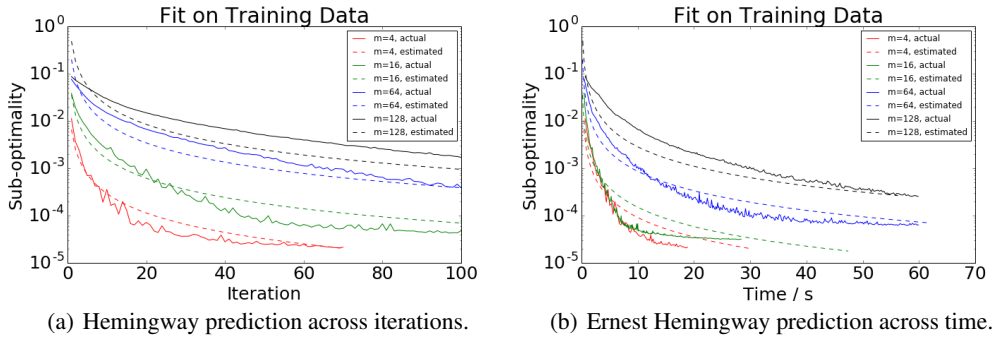 Fit on Training Data
10^0
10^-1
10^-2
10^-3
10^-4
10^-5
Sub-optimality
0 20 40 60 80 100
Iteration
m=4, actual
m=4, estimated
m=16, actual
m=16, estimated
m=64, actual
m=64, estimated
m=128, actual
m=128, estimated
(a) Hemingway prediction across iterations.
Fit on Training Data
10^0
10^-1
10^-2
10^-3
10^-4
10^-5
Sub-optimality
0 10 20 30 40 50 60 70
Time / s
m=4, actual
m=4, estimated
m=16, actual
m=16, estimated
m=64, actual
m=64, estimated
m=128, actual
m=128, estimated
(b) Ernest Hemingway prediction across time.